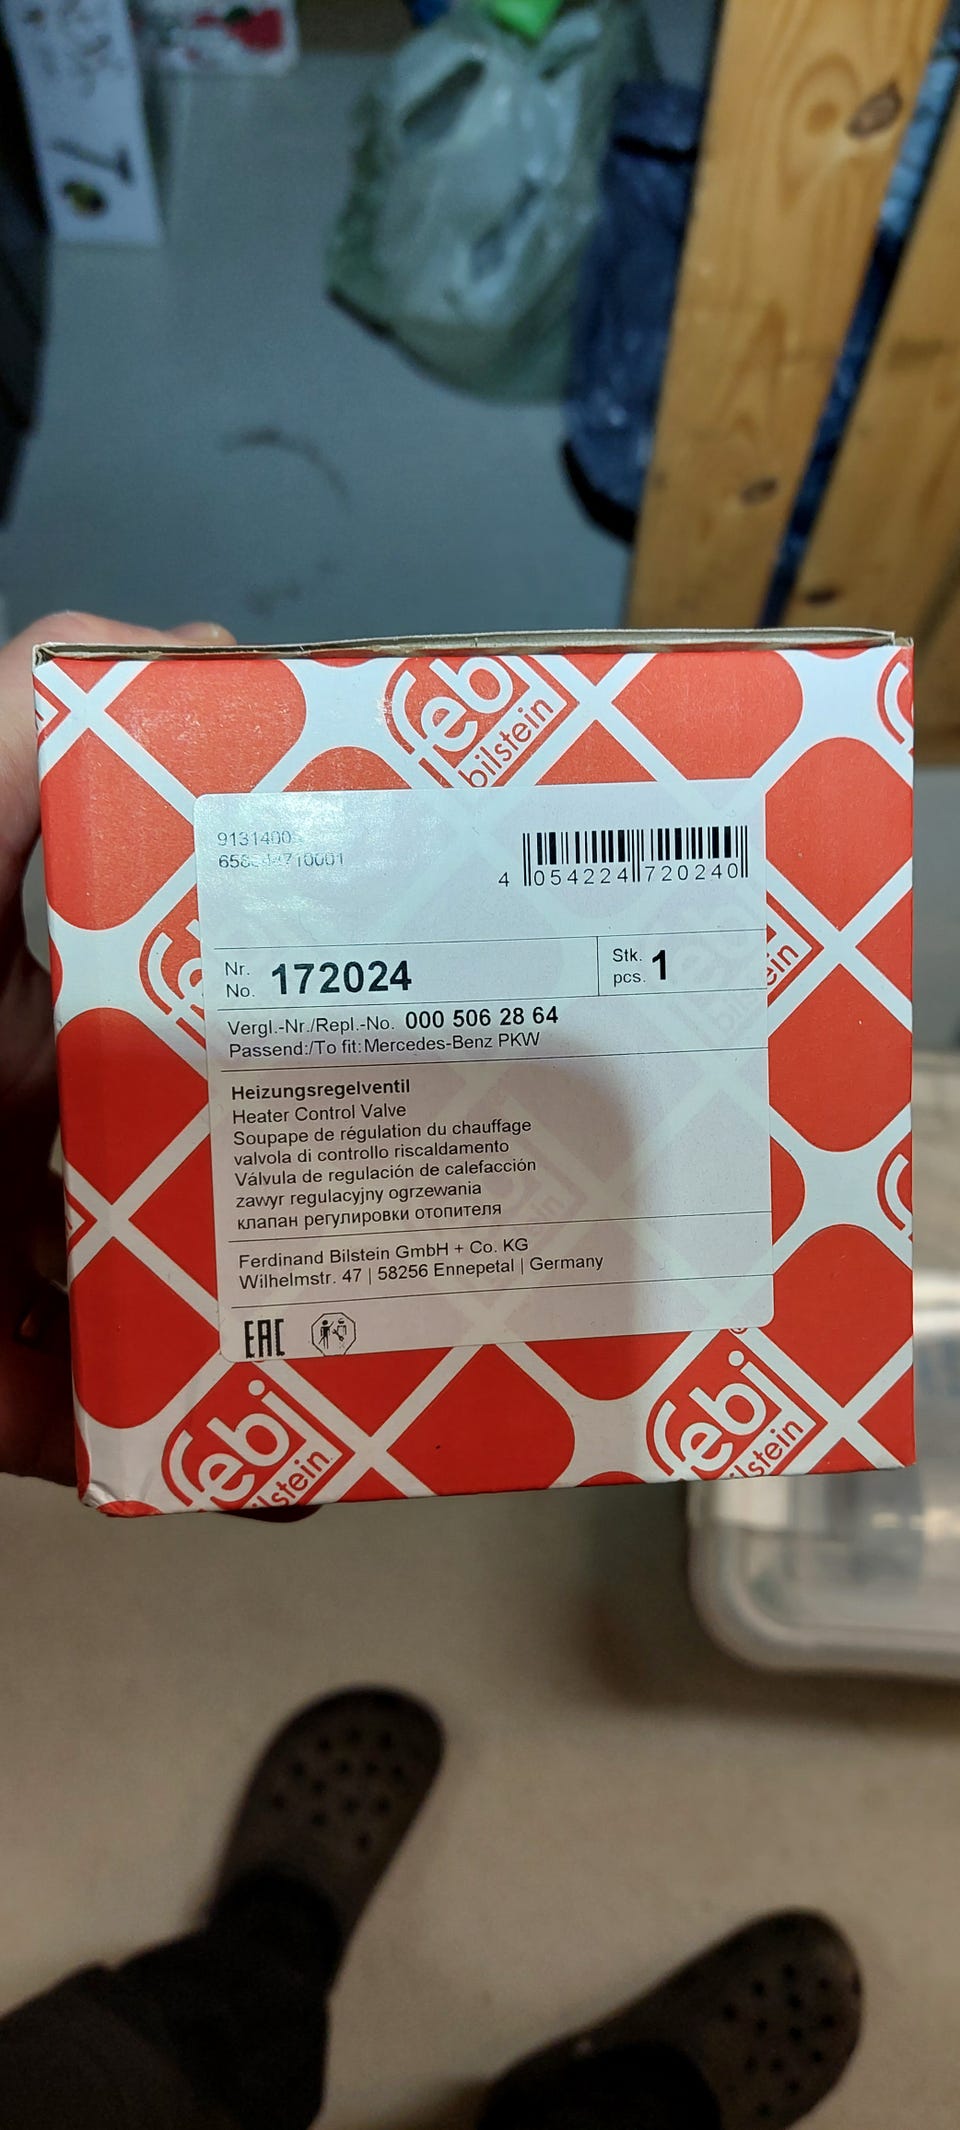 febi
bilstein
9131400
710001
4 054224 720240
Nr.
No. 172024
Stk.
pcs. 1
Vergl.-Nr./Repl.-No. 000 506 28 64
Passend:/To fit: Mercedes-Benz PKW
Heizungsregelventil
Heater Control Valve
Soupape de régulation du chauffage
valvola di controllo riscaldamento
Válvula de regulación de calefacción
zawyr regulacyjny ogrzewania
клапан регулировки отопителя
Ferdinand Bilstein GmbH + Co. KG
Wilhelmstr. 47 | 58256 Ennepetal | Germany
EAC
febi
bilstein
febi
bilstein